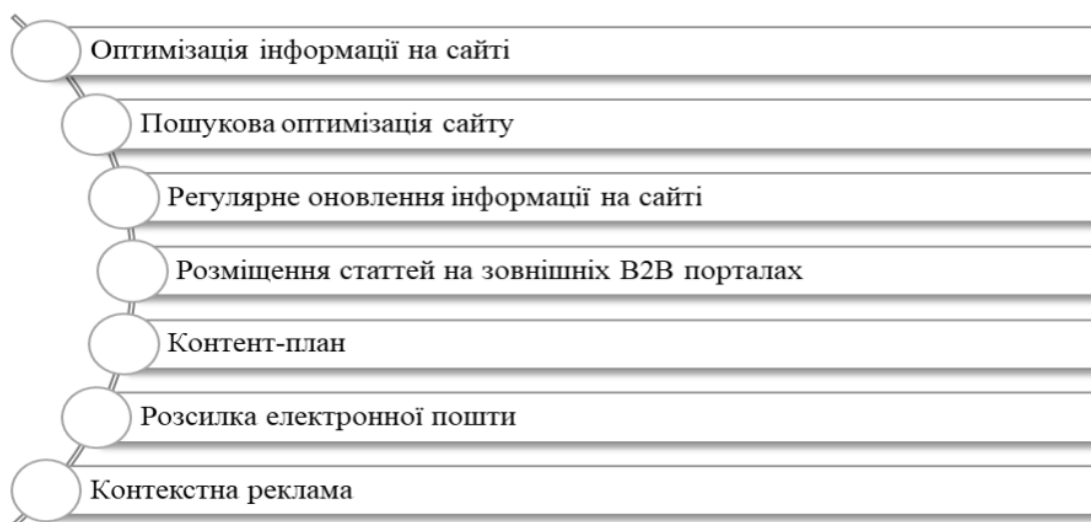 Оптимізація інформації на сайті
Пошукова оптимізація сайту
Регулярне оновлення інформації на сайті
Розміщення статтей на зовнішніх B2B порталах
Контент-план
Розсилка електронної пошти
Контекстна реклама